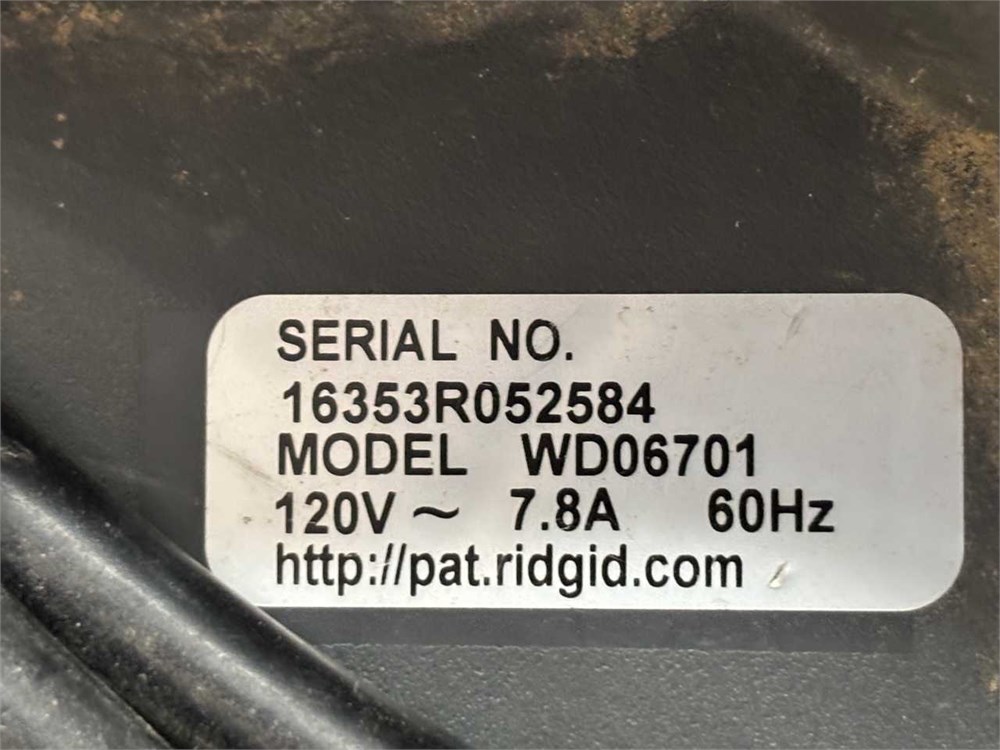 SERIAL NO.
16353R052584
MODEL WD06701
120V ~ 7.8A 60Hz
http://pat.ridgid.com